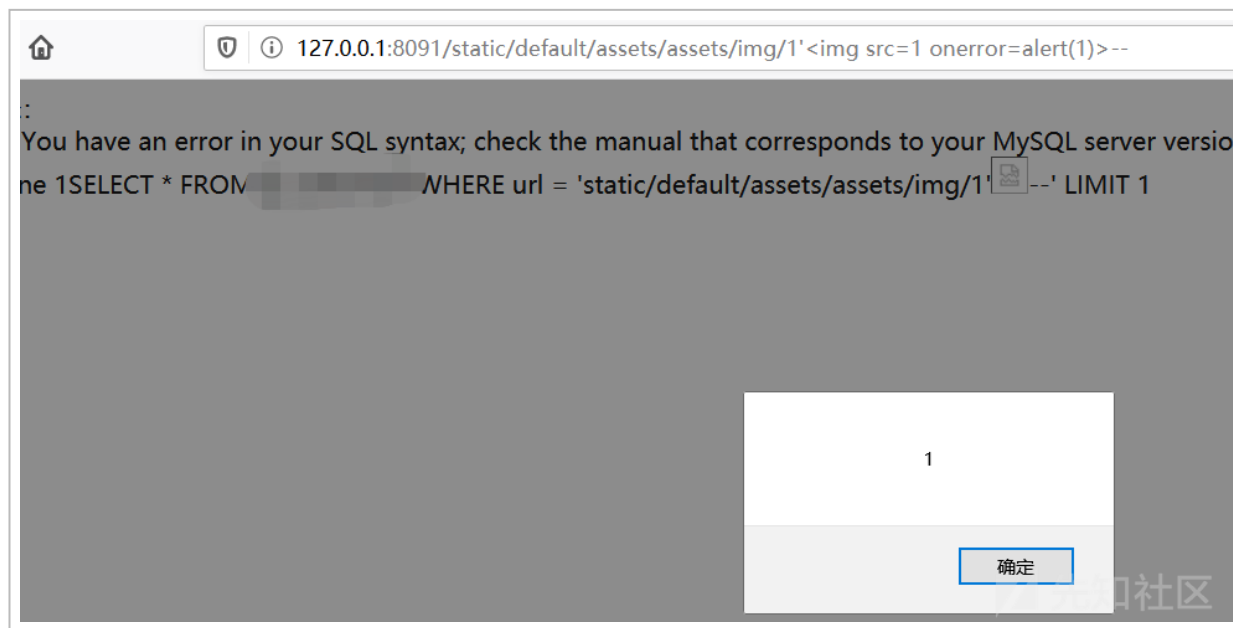 127.0.0.1:8091/static/default/assets/assets/img/1'<img src=1 onerror=alert(1)>--
:
You have an error in your SQL syntax; check the manual that corresponds to your MySQL server versio
ne 1SELECT * FROM WHERE url = 'static/default/assets/assets/img/1' --' LIMIT 1
1
确定
先知社区